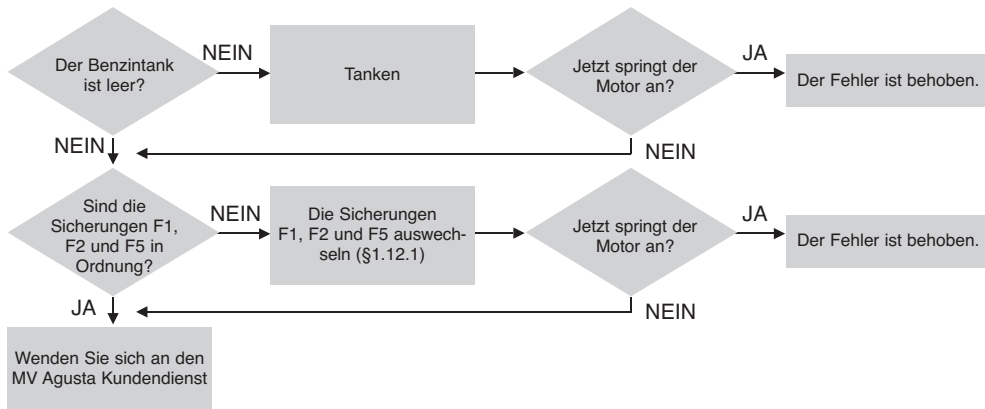 Der Benzintank
ist leer?
NEIN
Tanken
Jetzt springt der
Motor an?
JA
Der Fehler ist behoben.
NEIN
NEIN
Sind die
Sicherungen F1,
F2 und F5 in
Ordnung?
NEIN
Die Sicherungen
F1, F2 und F5 auswech-
seln (§1.12.1)
Jetzt springt der
Motor an?
JA
Der Fehler ist behoben.
JA
NEIN
Wenden Sie sich an den
MV Agusta Kundendienst